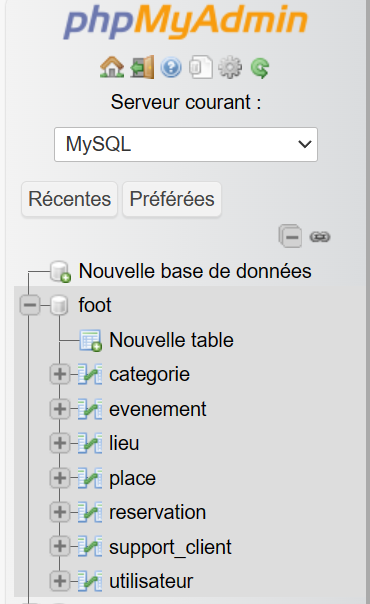 phpMyAdmin
Serveur courant :
MySQL
Récentes Préférées
Nouvelle base de données
foot
Nouvelle table
categorie
evenement
lieu
place
reservation
support_client
utilisateur